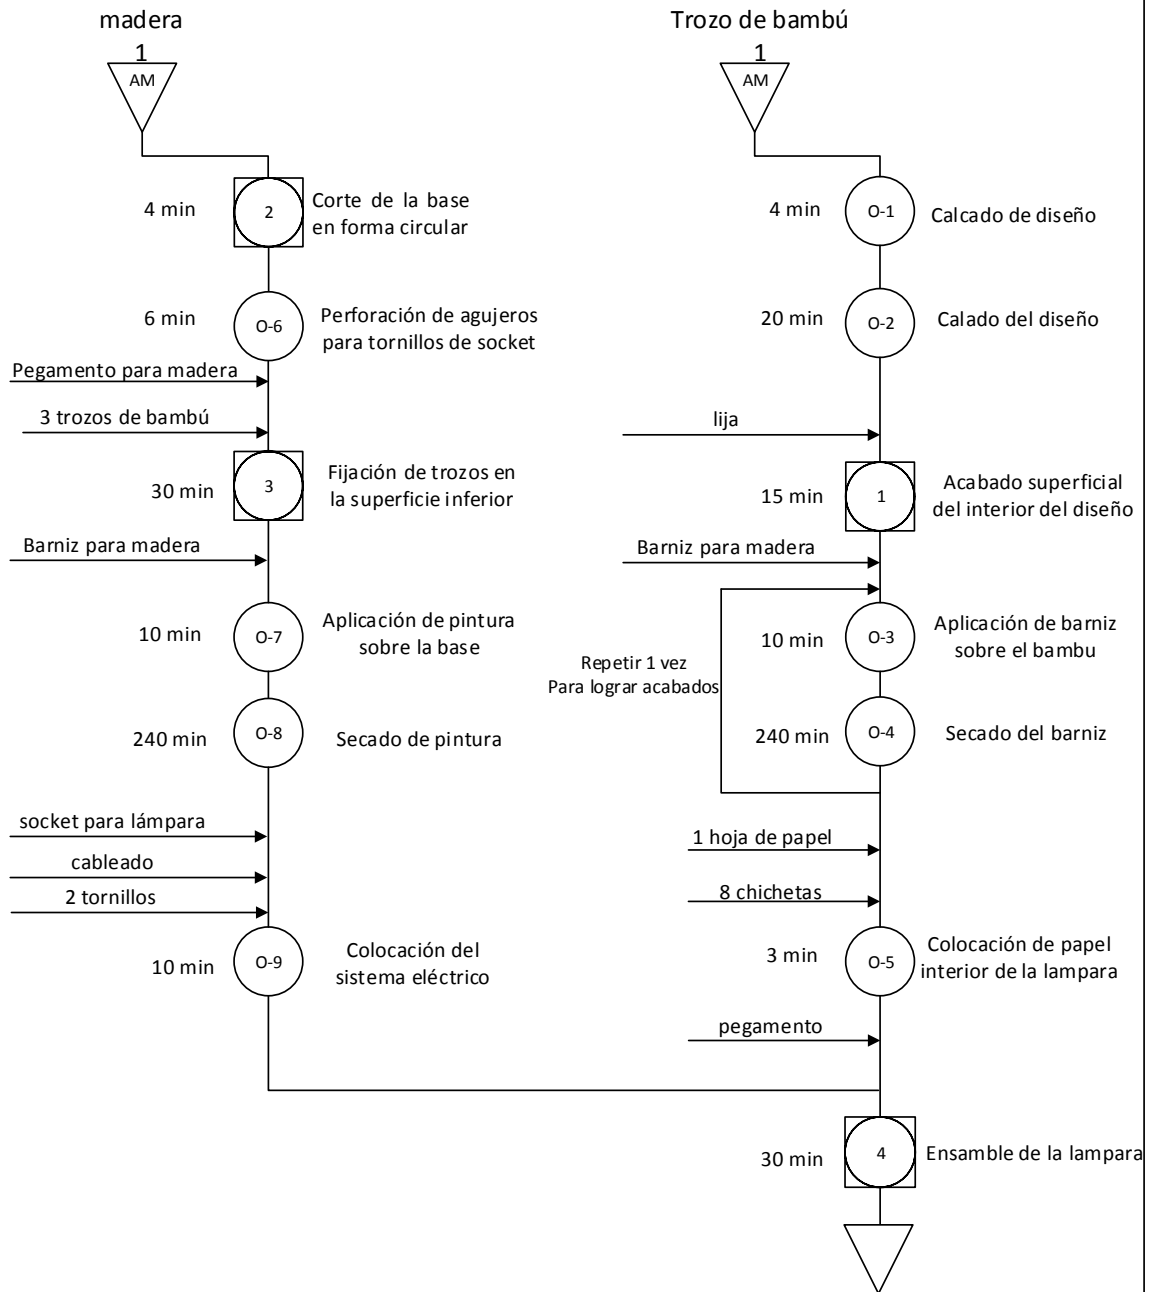 madera
1
AM
4 min
2
Corte de la base
en forma circular
6 min
O-6
Perforación de agujeros
para tornillos de socket
Pegamento para madera
3 trozos de bambú
30 min
3
Fijación de trozos en
la superficie inferior
Barniz para madera
10 min
O-7
Aplicación de pintura
sobre la base
240 min
O-8
Secado de pintura
socket para lámpara
cableado
2 tornillos
10 min
O-9
Colocación del
sistema eléctrico
Trozo de bambú
1
AM
4 min
O-1
Calcado de diseño
20 min
O-2
Calado del diseño
lija
15 min
1
Acabado superficial
del interior del diseño
Barniz para madera
10 min
O-3
Aplicación de barniz
sobre el bambu
Repetir 1 vez
Para lograr acabados
240 min
O-4
Secado del barniz
1 hoja de papel
8 chichetas
3 min
O-5
Colocación de papel
interior de la lampara
pegamento
30 min
4
Ensamble de la lampara